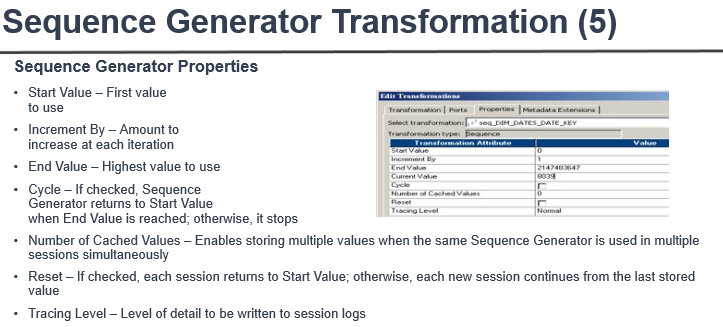 Sequence Generator Transformation (5)
Sequence Generator Properties
• Start Value – First value
to use
• Increment By – Amount to
increase at each iteration
• End Value – Highest value to use
• Cycle – If checked, Sequence
Generator returns to Start Value
when End Value is reached; otherwise, it stops
• Number of Cached Values – Enables storing multiple values when the same Sequence Generator is used in multiple
sessions simultaneously
• Reset – If checked, each session returns to Start Value; otherwise, each new session continues from the last stored
value
• Tracing Level – Level of detail to be written to session logs
Edit Transformations
Transformation | Ports | Properties | Metadata Extensions |
Select transformation: seq_DIM_DATES_DATE_KEY
Transformation type: Sequence
Transformation Attribute Value
Start Value 0
Increment By 1
End Value 2147483647
Current Value 8039
Cycle
Number of Cached Values 0
Reset
Tracing Level Normal